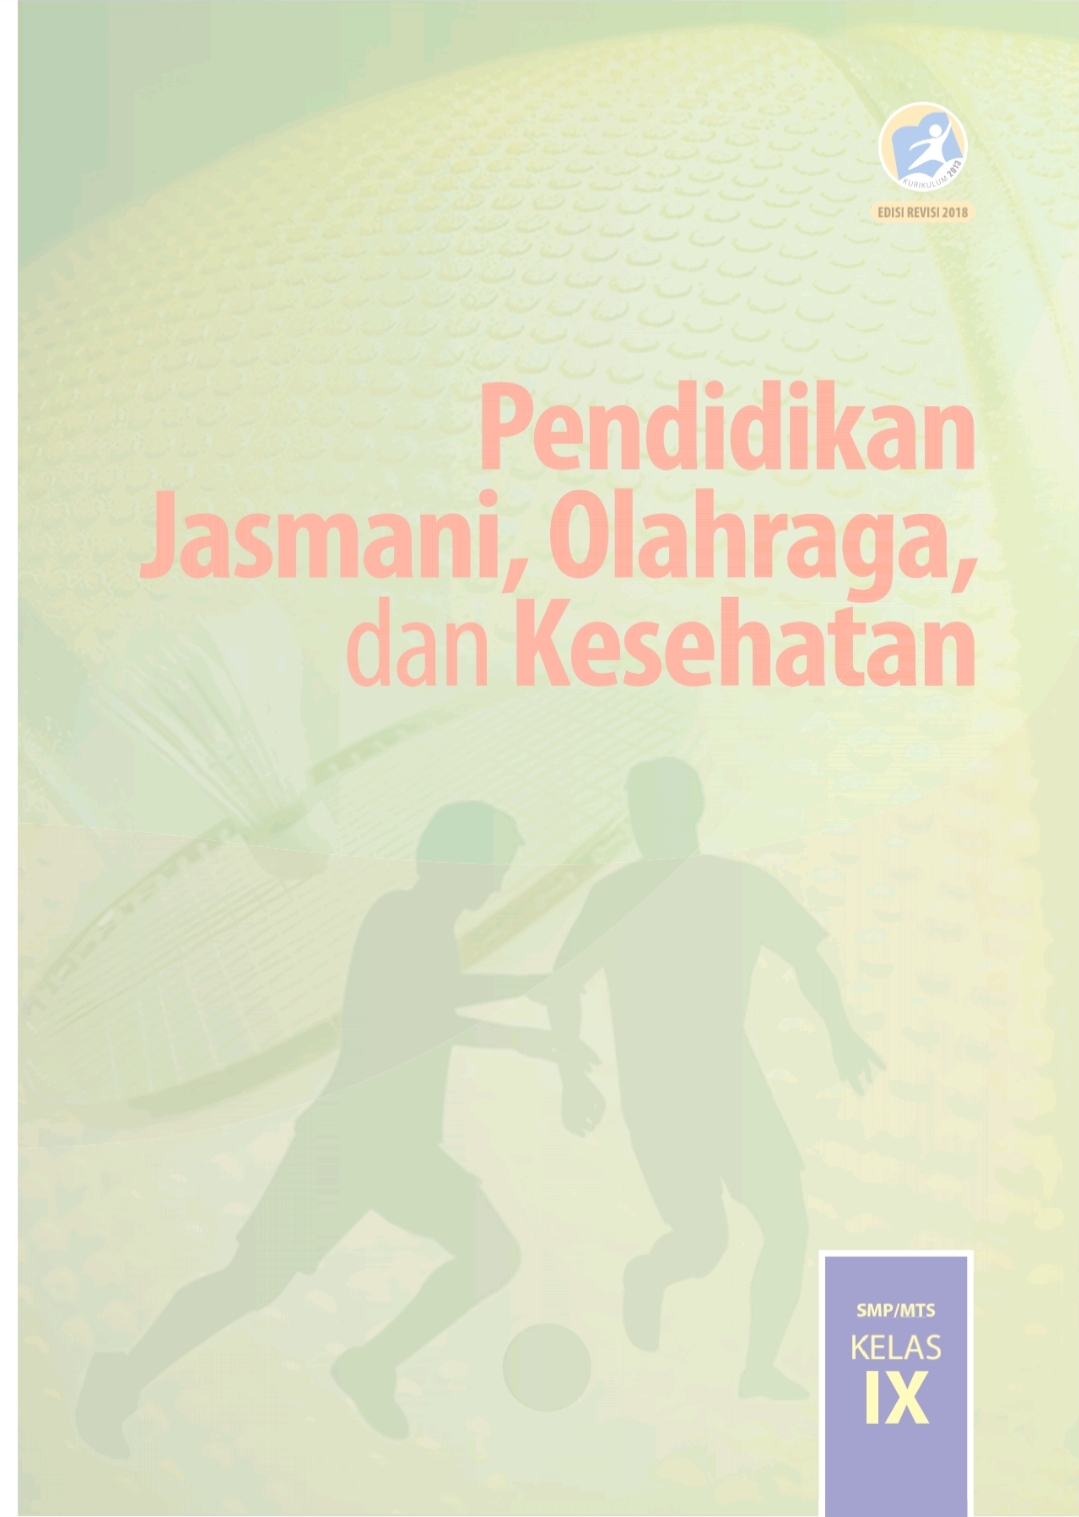 KURIKULUM 2013
EDISI REVISI 2018
Pendidikan
Jasmani, Olahraga,
dan Kesehatan
SMP/MTS
KELAS
IX